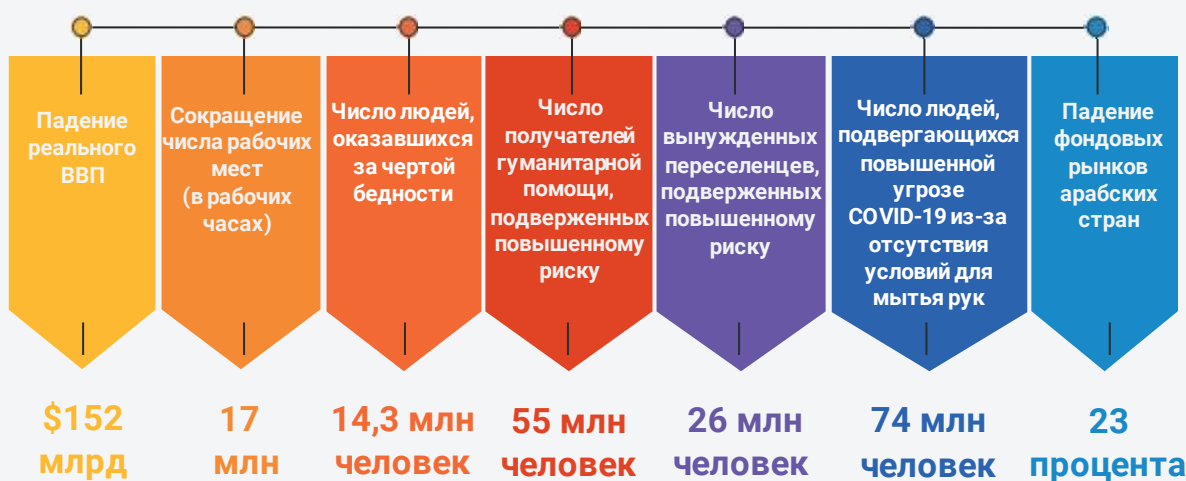 Падение
реального
ВВП
Сокращение
числа рабочих
мест
(в рабочих
часах)
Число людей,
оказавшихся
за чертой
бедности
Число
получателей
гуманитарной
помощи,
подверженных
повышенному
риску
Число
вынужденных
переселенцев,
подверженных
повышенному
риску
Число людей,
подвергающихся
повышенной
угрозе
COVID-19 из-за
отсутствия
условий для
мытья рук
Падение
фондовых
рынков
арабских
стран
$152
млрд
17
млн
14,3 млн
человек
55 млн
человек
26 млн
человек
74 млн
человек
23
процента